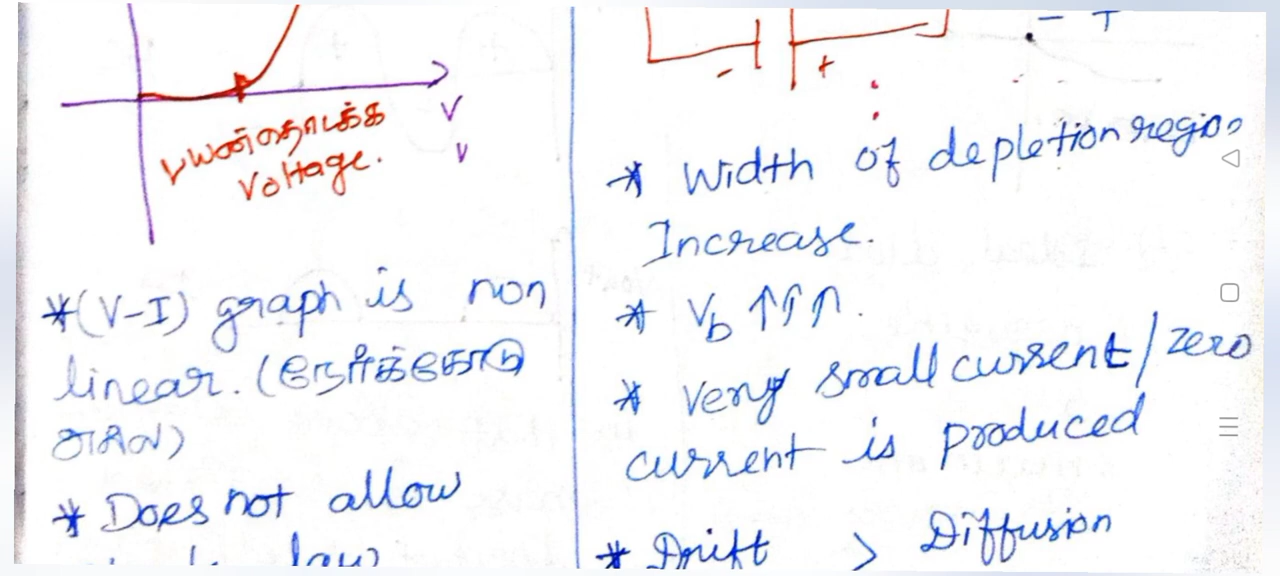 V
V
பயன்தொடக்க
Voltage.
*(V-I) graph is non
linear. (நேர்க்கோடு
அல்ல)
* Does not allow
law
- +
- +
* Width of depletion region
Increase.
* Vb ↑↑↑.
* Very small current/zero
current is produced
* Drift > Diffusion